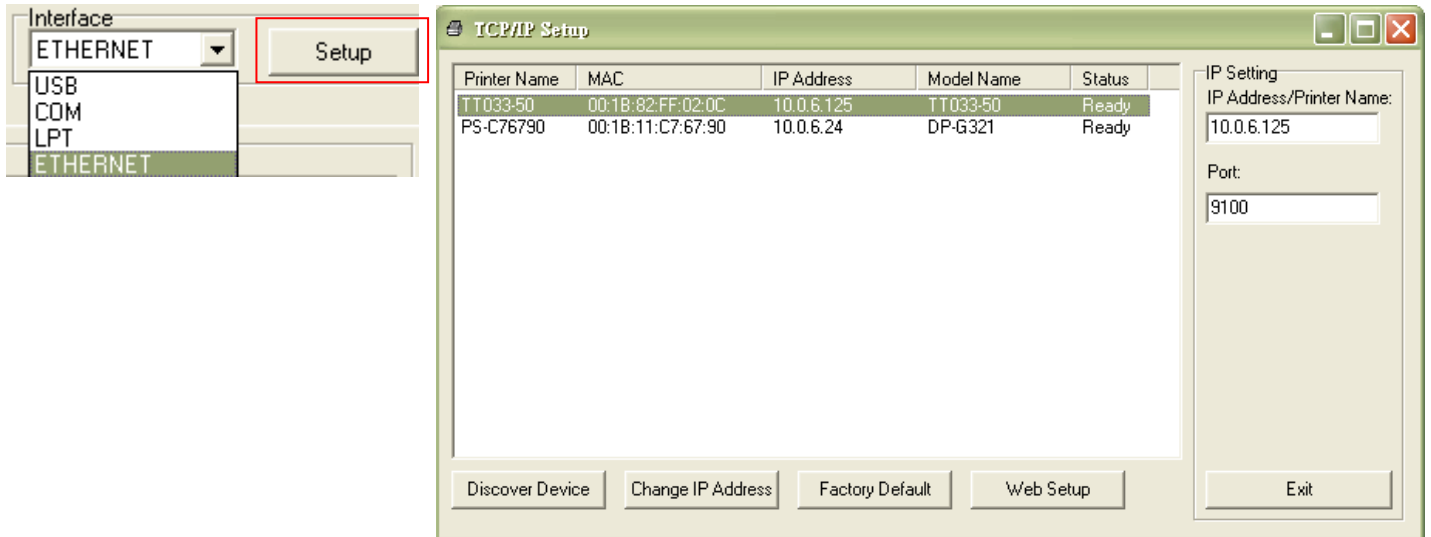 Interface
ETHERNET
Setup
USB
COM
LPT
ETHERNET
TCP/IP Setup
Printer Name MAC IP Address Model Name Status
TT033-50 00:1B:82:FF:02:0C 10.0.6.125 TT033-50 Ready
PS-C76790 00:1B:11:C7:67:90 10.0.6.24 DP-G321 Ready
IP Setting
IP Address/Printer Name:
10.0.6.125
Port:
9100
Discover Device Change IP Address Factory Default Web Setup Exit